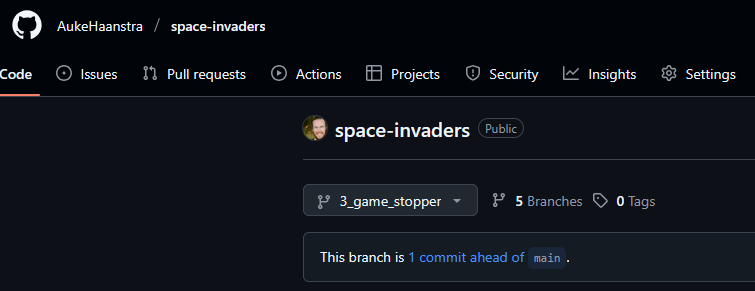 AukeHaanstra / space-invaders
Code Issues Pull requests Actions Projects Security Insights Settings
space-invaders Public
3_game_stopper 5 Branches 0 Tags
This branch is 1 commit ahead of main.